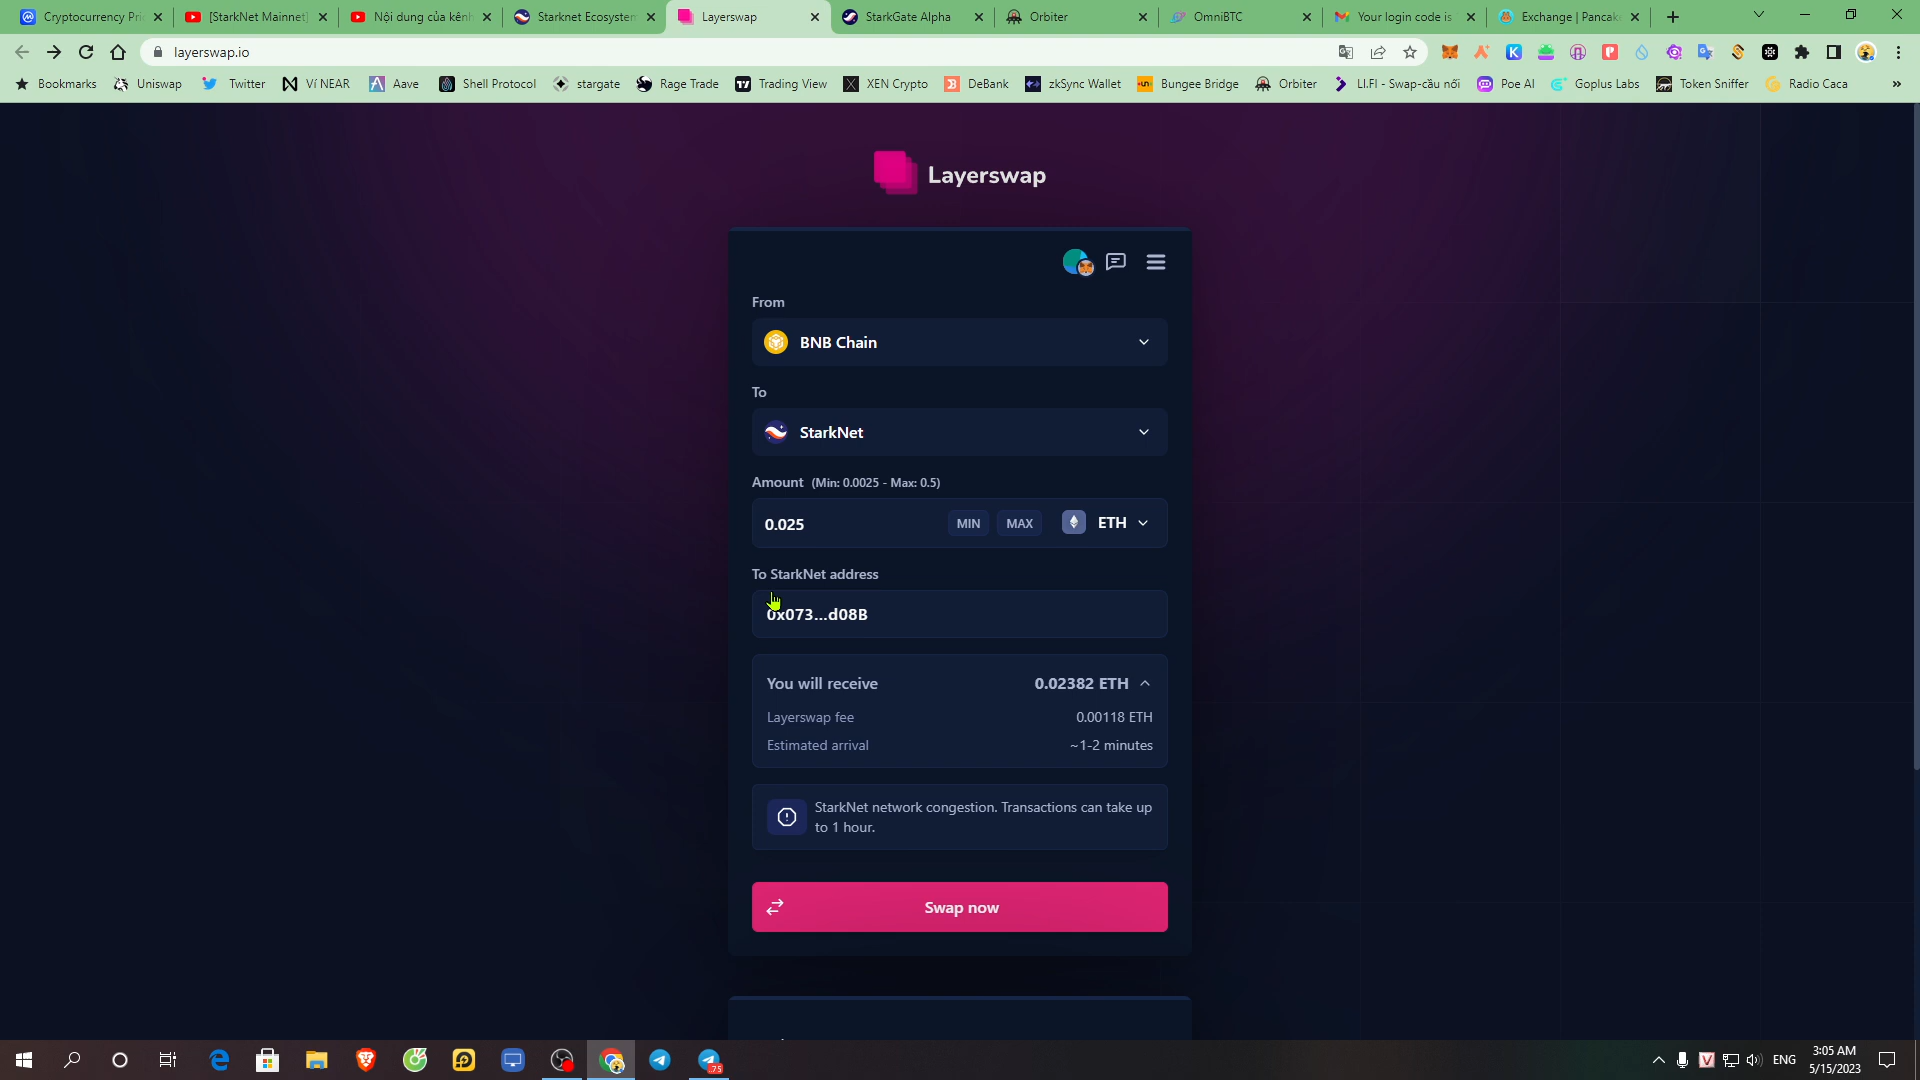 Cryptocurrency Pri
[StarkNet Mainnet]
Nội dung của kênh
Starknet Ecosystem
Layerswap
StarkGate Alpha
Orbiter
OmniBTC
Your login code is
Exchange | Pancak
layerswap.io
Bookmarks
Uniswap
Twitter
Ví NEAR
Aave
Shell Protocol
stargate
Rage Trade
Trading View
XEN Crypto
DeBank
zkSync Wallet
Bungee Bridge
Orbiter
LI.FI - Swap-cầu nối
Poe AI
Goplus Labs
Token Sniffer
Radio Caca
»
Layerswap
From
BNB Chain
To
StarkNet
Amount (Min: 0.0025 - Max: 0.5)
0.025 MIN MAX ETH
To StarkNet address
0x073...d08B
You will receive 0.02382 ETH
Layerswap fee 0.00118 ETH
Estimated arrival ~1-2 minutes
StarkNet network congestion. Transactions can take up
to 1 hour.
Swap now
75
ENG
3:05 AM
5/15/2023